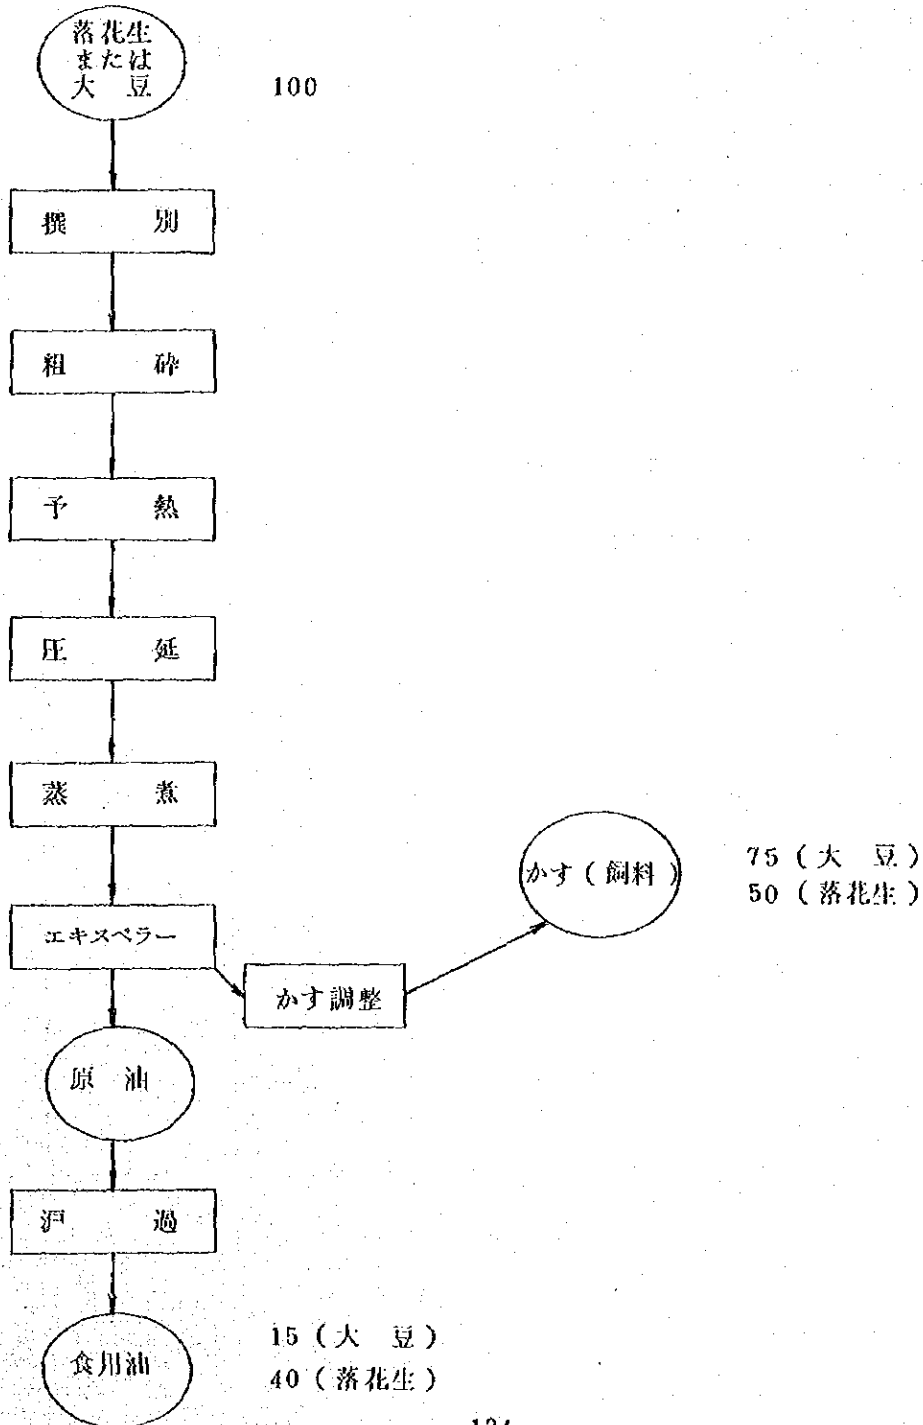 落花生
または
大 豆
100
撰 別
粗 砕
予 熱
圧 延
蒸 煮
かす(飼料)
75(大 豆)
50(落花生)
エキスペラー
かす調整
原 油
沪 過
食用油
15(大 豆)
40(落花生)